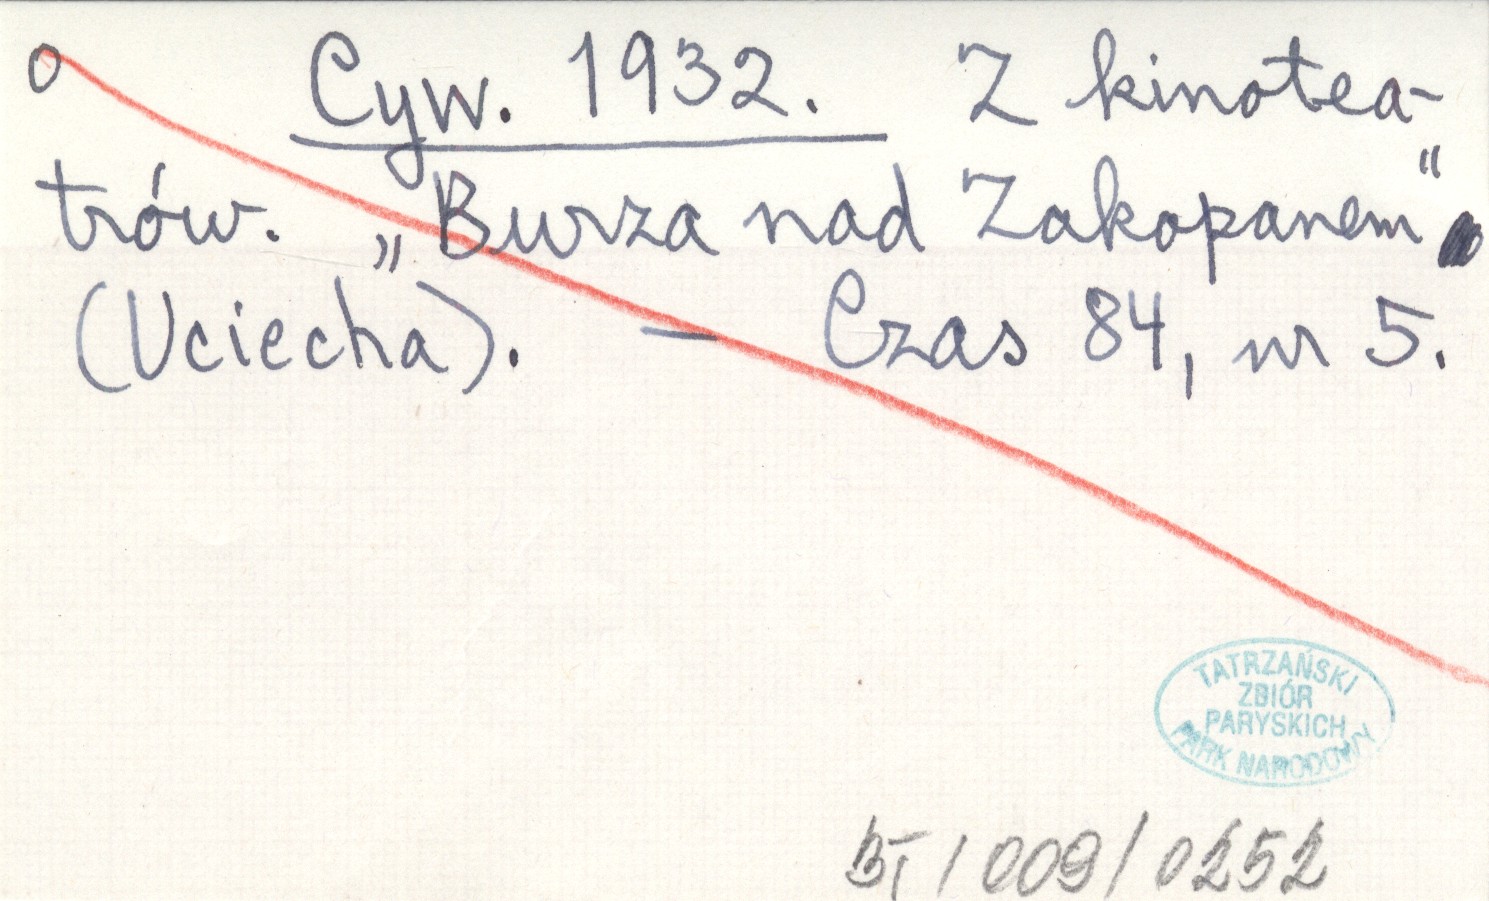 o Cyw. 1932. Z kinotea-
trów. „Burza nad Zakopanem"
(Uciecha). — Czas 84, nr 5.
TATRZAŃSKI
ZBIÓR
PARYSKICH
PARK NARODOWY
BT / 009 / 0252